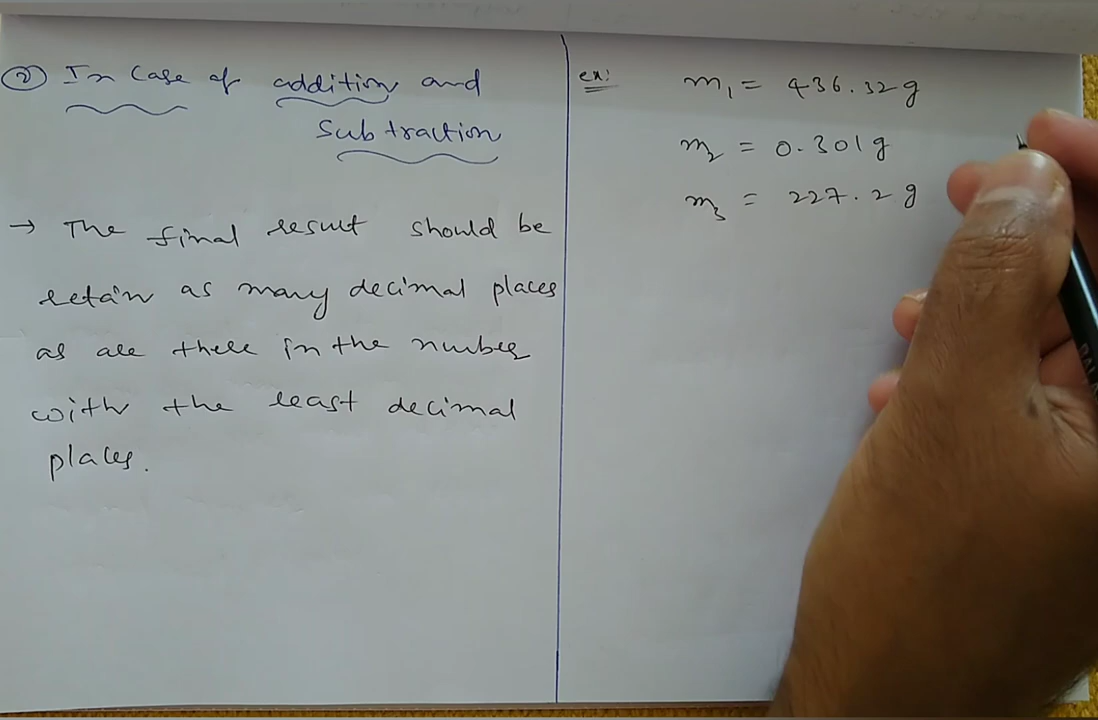 ② In Case of addition and
Subtraction
→ The final result should be
retain as many decimal places
as are there in the number
with the least decimal
places.
ex:
m₁ = 436.32 g
m₂ = 0.301 g
m₃ = 227.2 g